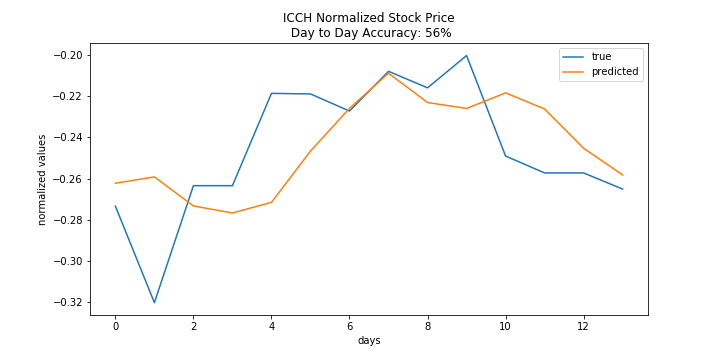 ICCH Normalized Stock Price
Day to Day Accuracy: 56%
true
predicted
normalized values
−0.20
−0.22
−0.24
−0.26
−0.28
−0.30
−0.32
0
2
4
6
8
10
12
days